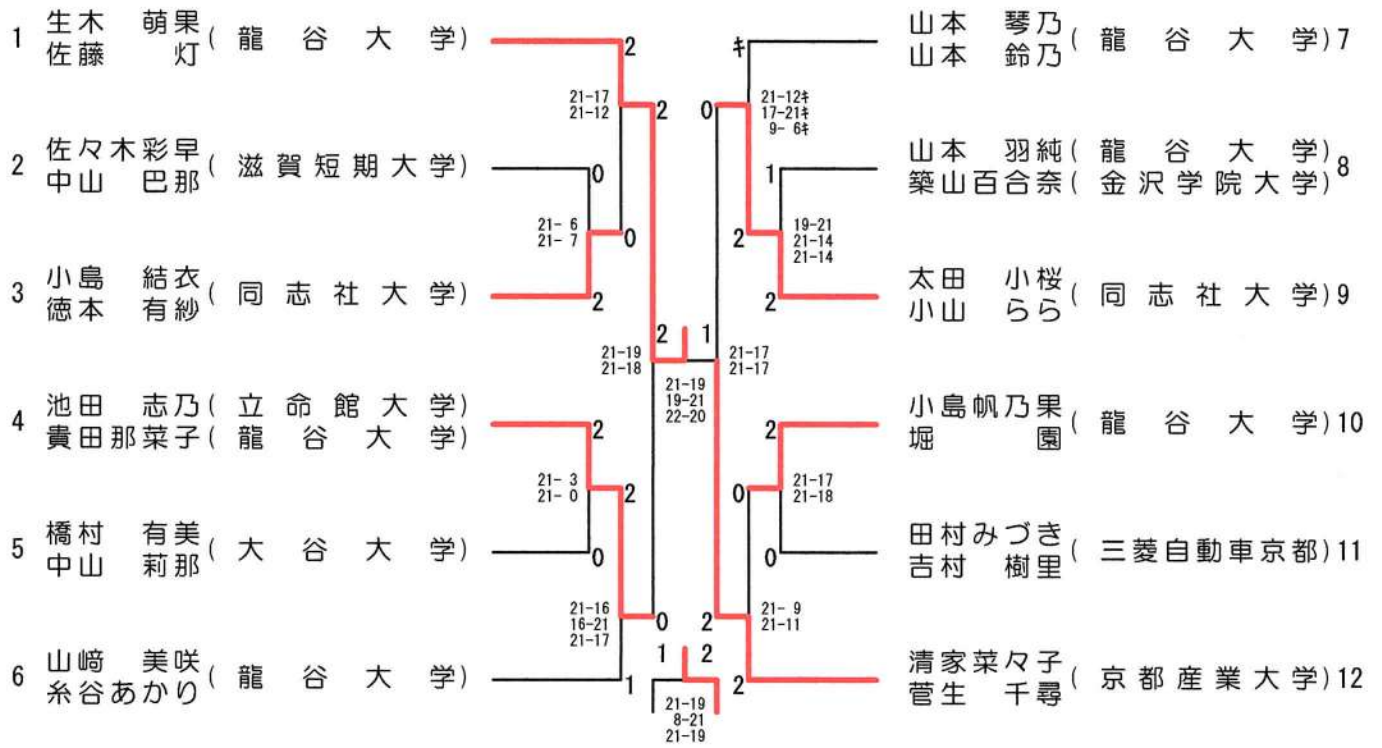 1 生木 萌果 ( 龍谷大学 )
佐藤 灯
2
21-17
21-12
2
2 佐々木彩早 ( 滋賀短期大学 )
中山 巴那
0
21- 6
21- 7
0
3 小島 結衣 ( 同志社大学 )
徳本 有紗
2
21-19
21-18
2
4 池田 志乃 ( 立命館大学 )
貴田那菜子 ( 龍谷大学 )
2
21- 3
21- 0
2
5 橋村 有美 ( 大谷大学 )
中山 莉那
0
21-16
16-21
21-17
0
6 山﨑 美咲 ( 龍谷大学 )
糸谷あかり
1
2 1
21-19
19-21
22-20
1 2
21-19
8-21
21-19
山本 琴乃 ( 龍谷大学 ) 7
山本 鈴乃
キ
0
21-12キ
17-21キ
9- 6キ
山本 羽純 ( 龍谷大学 ) 8
築山百合奈 ( 金沢学院大学 )
1
2
19-21
21-14
21-14
太田 小桜 ( 同志社大学 ) 9
小山 らら
2
21-17
21-17
小島帆乃果 ( 龍谷大学 ) 10
堀 園
2
0
21-17
21-18
田村みづき ( 三菱自動車京都 ) 11
吉村 樹里
0
2
21- 9
21-11
清家菜々子 ( 京都産業大学 ) 12
菅生 千尋
2